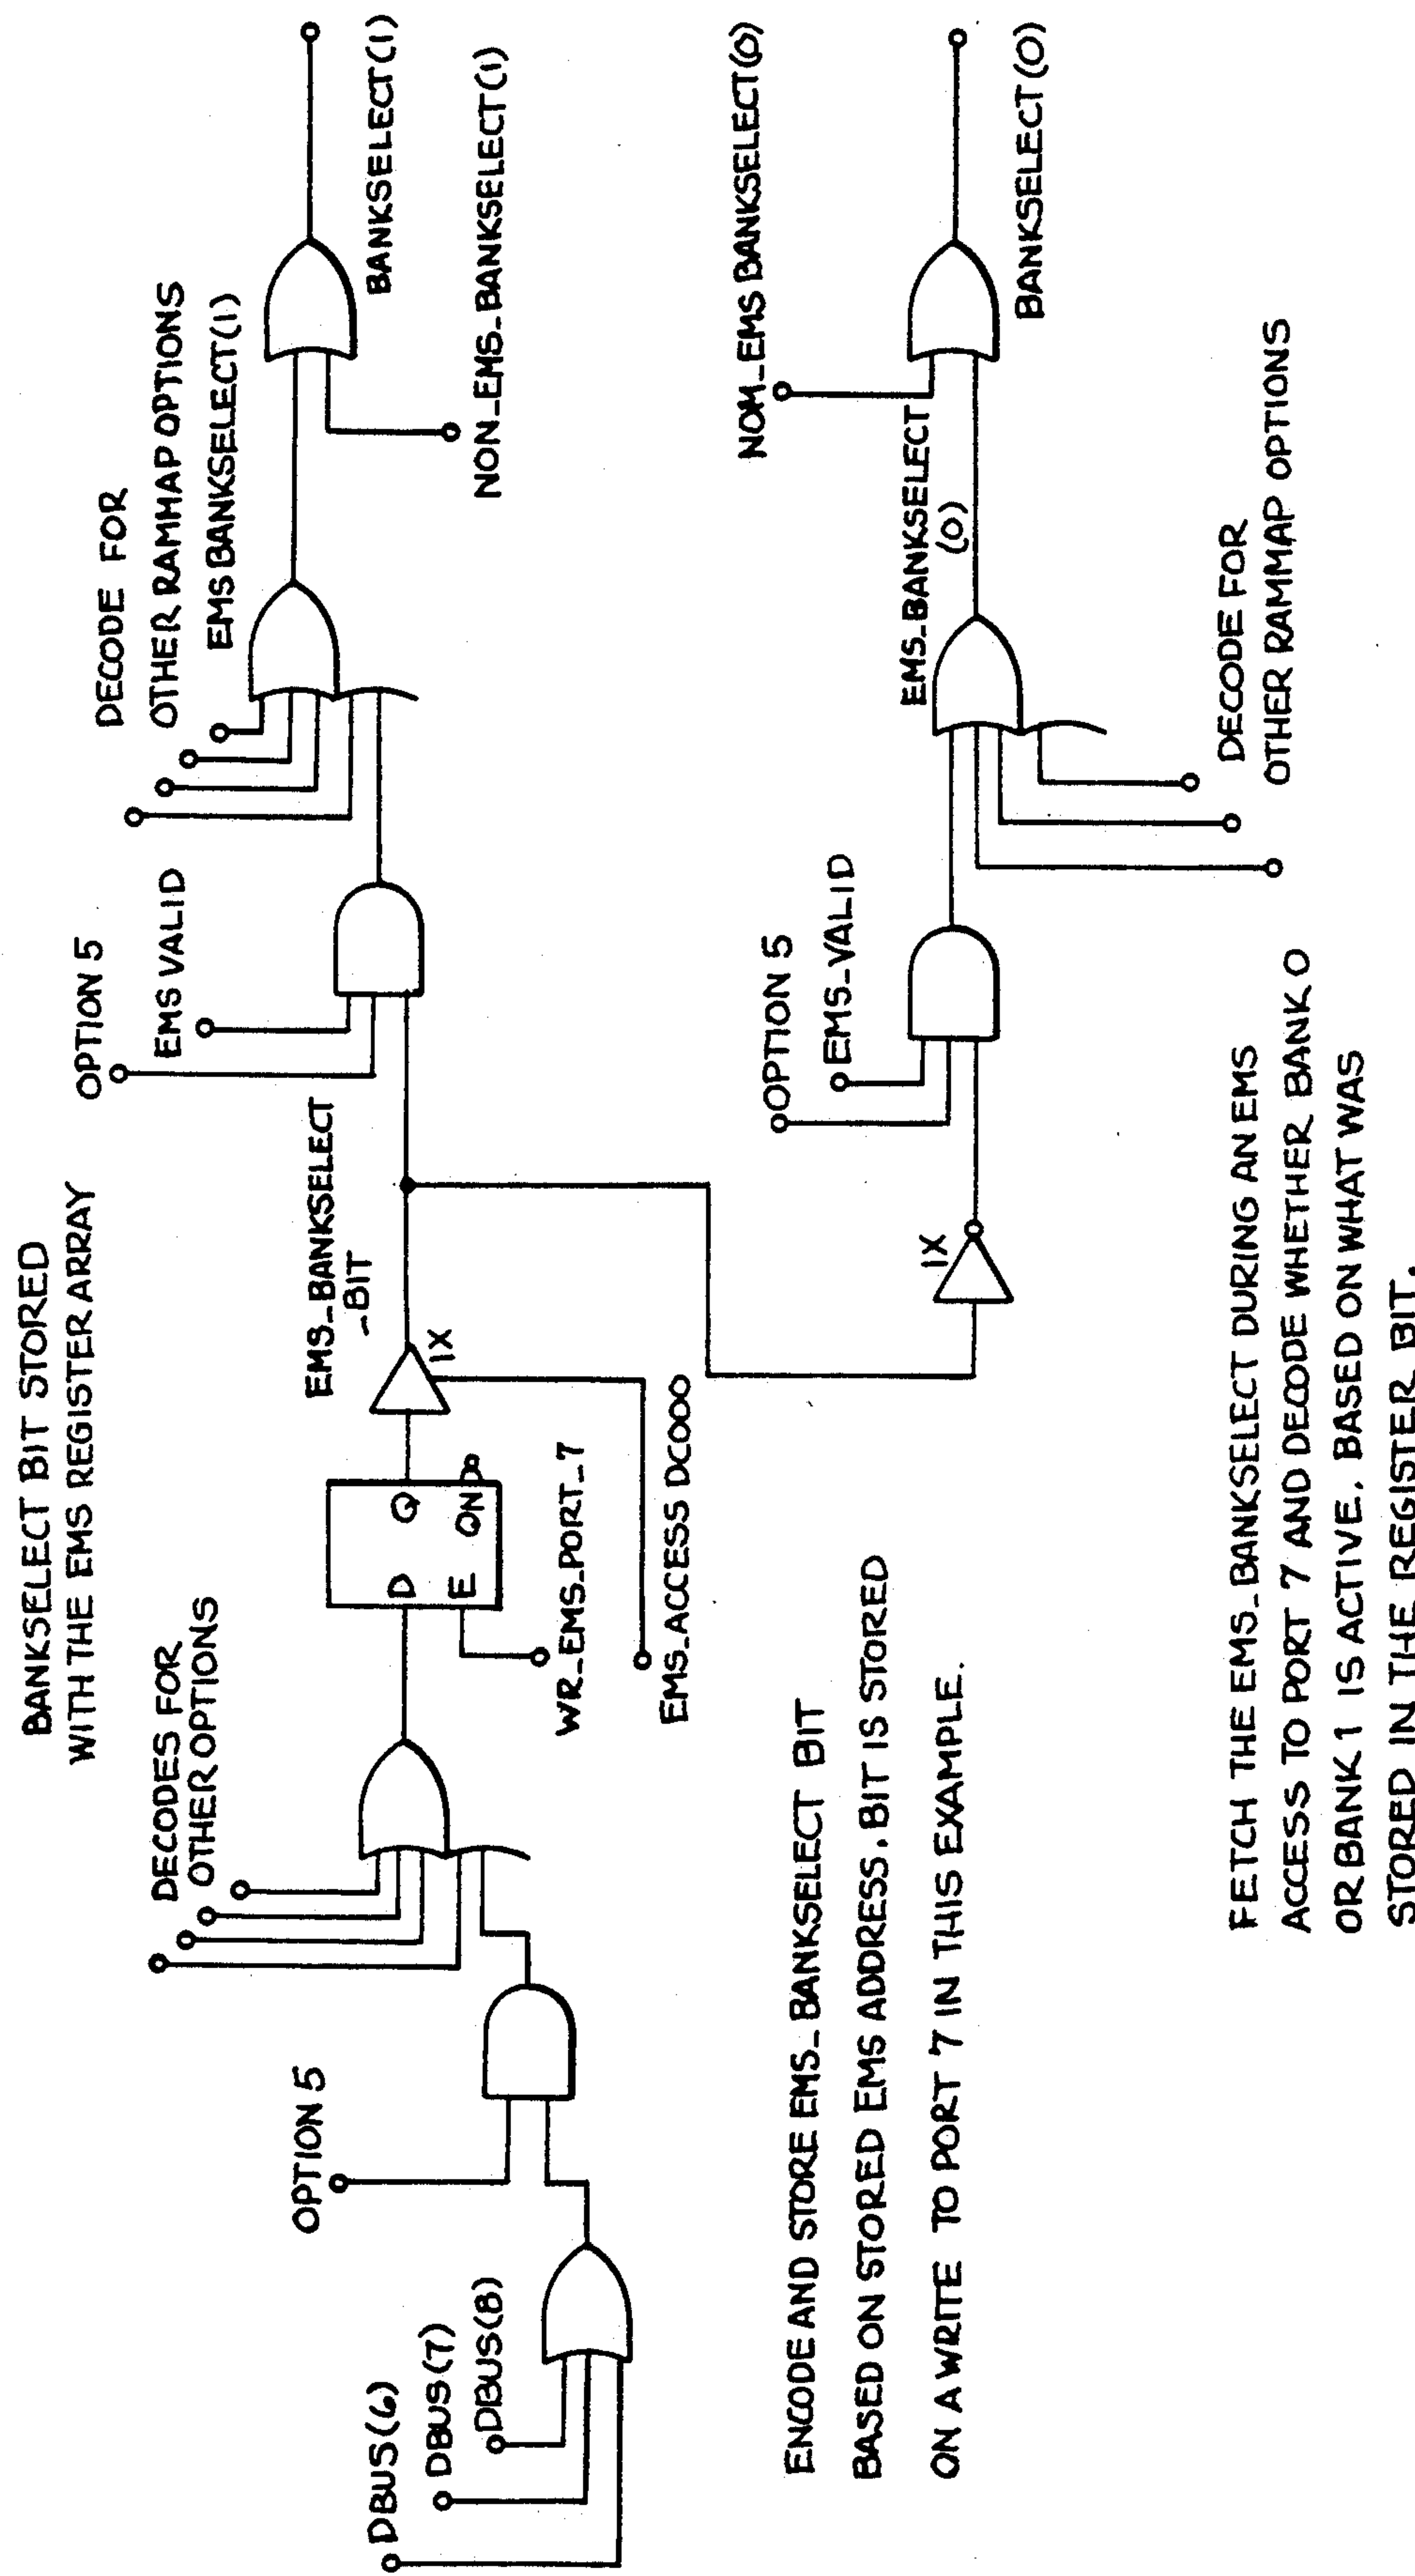 BANKSELECT BIT STORED
WITH THE EMS REGISTER ARRAY
DBUS(6)
DBUS(7)
DBUS(8)
OPTION 5
DECODES FOR
OTHER OPTIONS
D
Q
E
QN
WR_EMS_PORT_7
EMS_ACCESS DC000
1X
EMS_BANKSELECT
_BIT
OPTION 5
EMS VALID
DECODE FOR
OTHER RAMMAP OPTIONS
EMS BANKSELECT(1)
BANKSELECT(1)
NON_EMS_BANKSELECT(1)
1X
OPTION 5
EMS_VALID
EMS_BANKSELECT
(0)
NOM_EMS BANKSELECT(0)
BANKSELECT(0)
DECODE FOR
OTHER RAMMAP OPTIONS
ENCODE AND STORE EMS_BANKSELECT BIT
BASED ON STORED EMS ADDRESS. BIT IS STORED
ON A WRITE TO PORT 7 IN THIS EXAMPLE.
FETCH THE EMS_BANKSELECT DURING AN EMS
ACCESS TO PORT 7 AND DECODE WHETHER BANK 0
OR BANK 1 IS ACTIVE, BASED ON WHAT WAS
STORED IN THE REGISTER BIT.